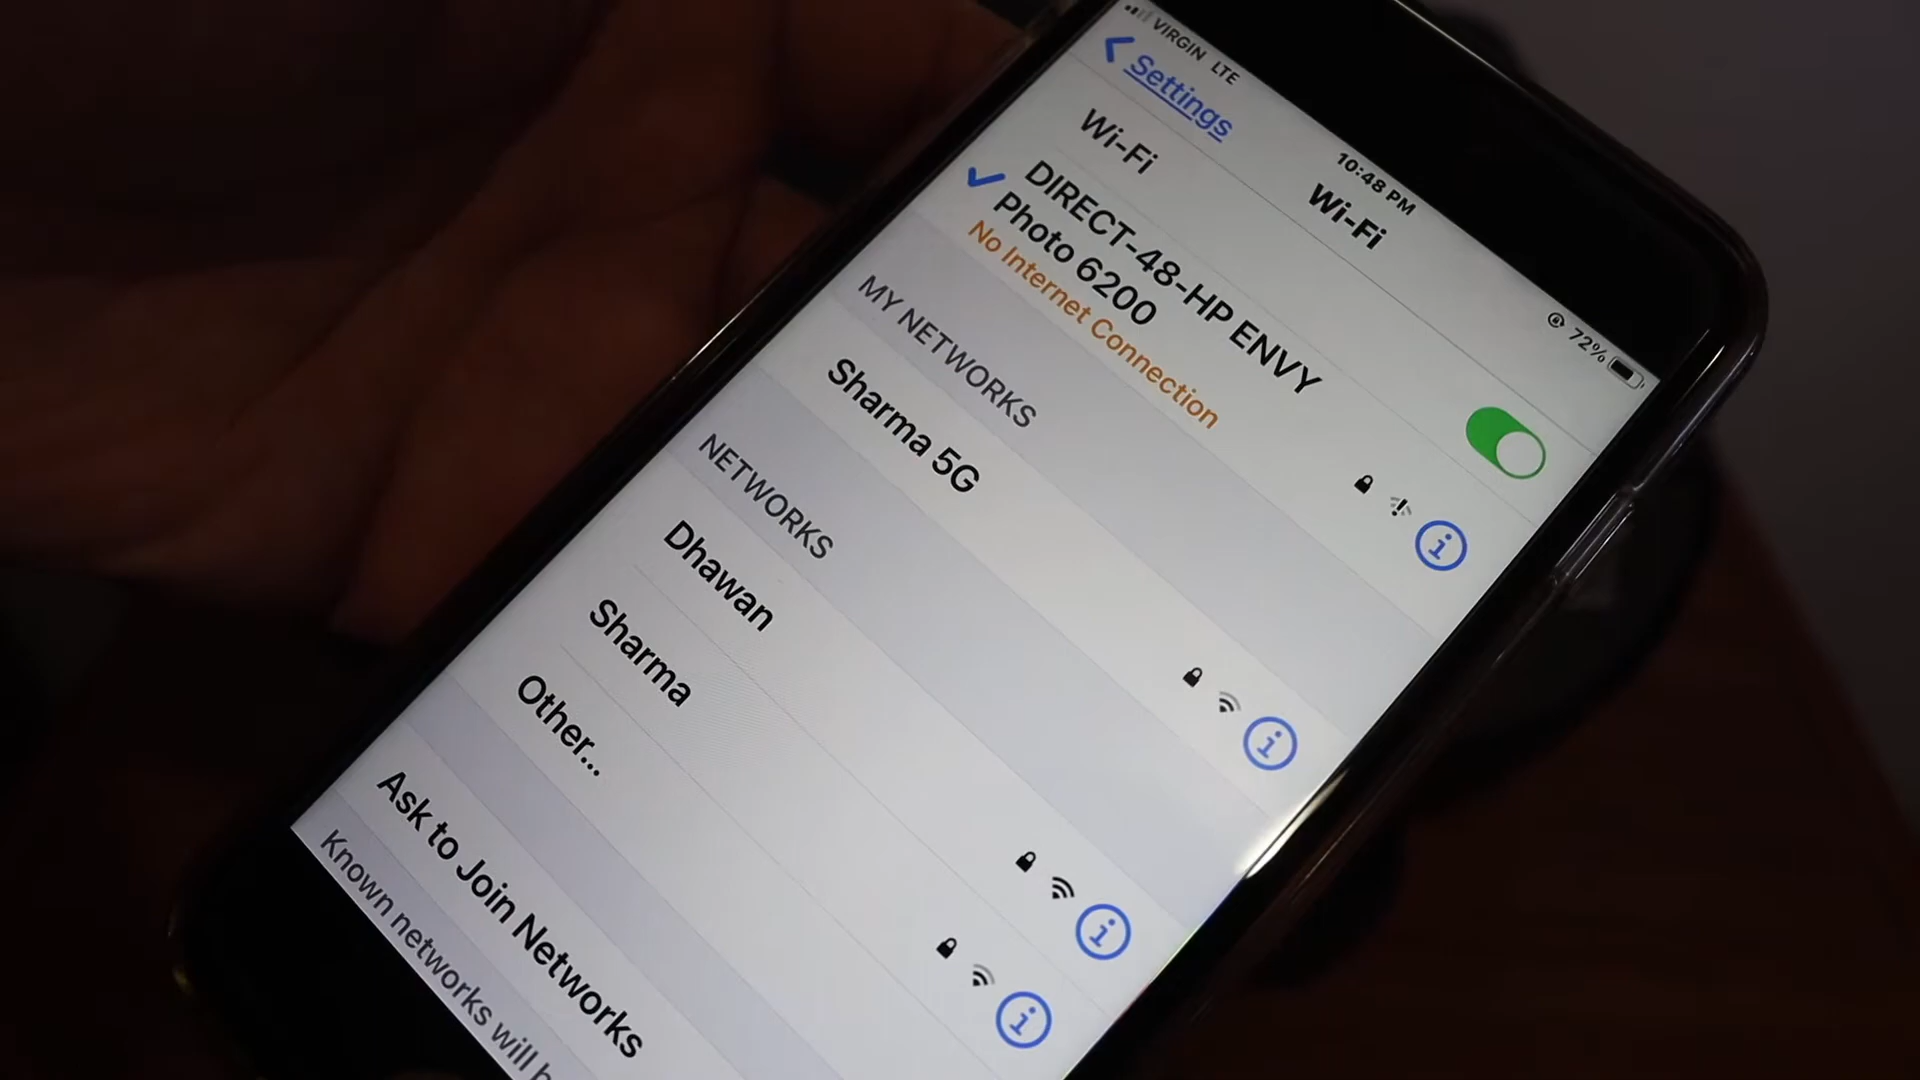 VIRGIN LTE
10:48 PM
72%
Settings
Wi-Fi
Wi-Fi
DIRECT-48-HP ENVY
Photo 6200
No Internet Connection
MY NETWORKS
Sharma 5G
NETWORKS
Dhawan
Sharma
Other...
Ask to Join Networks
Known networks will b